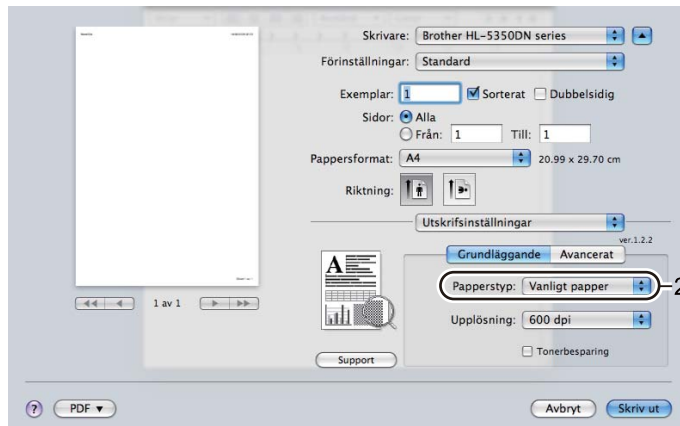 Skrivare: Brother HL-5350DN series
Förinställningar: Standard
Exemplar: 1 Sorterat Dubbelsidig
Sidor: Alla
Från: 1 Till: 1
Pappersformat: A4 20.99 x 29.70 cm
Riktning:
Utskrifsinställningar
ver.1.2.2
Grundläggande Avancerat
A
Papperstyp: Vanligt papper 2
1 av 1
Upplösning: 600 dpi
Tonerbesparing
Support
? PDF Avbryt Skriv ut